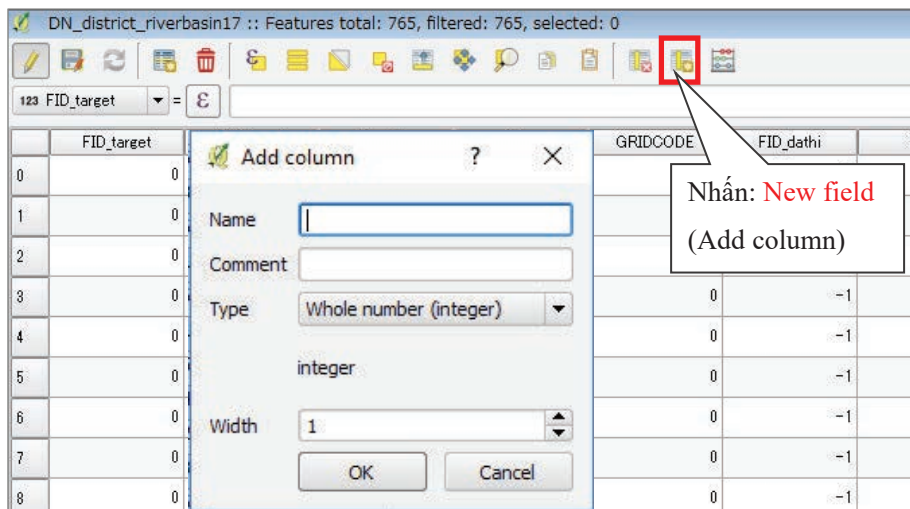 DN_district_riverbasin17 :: Features total: 765, filtered: 765, selected: 0
123 FID_target = ε
FID_target GRIDCODE FID_dathi
Add column ? ×
Nhấn: New field
(Add column)
Name
Comment
Type Whole number (integer)
integer
Width 1
OK Cancel
0 0
1 0
2 0
3 0 0 -1
4 0 0 -1
5 0 0 -1
6 0 0 -1
7 0 0 -1
8 0 0 -1